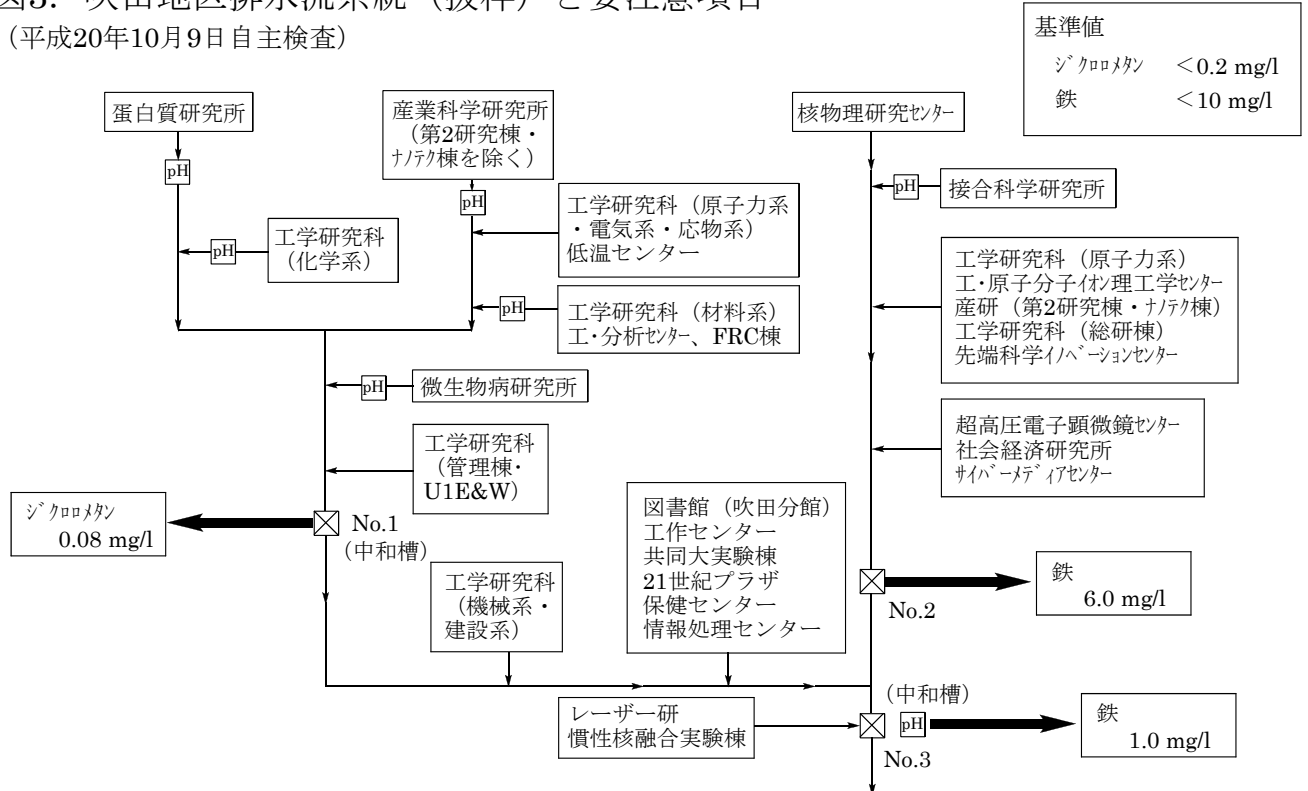 図3. 吹田地区排水流系統（抜粋）と要注意項目
（平成20年10月9日自主検査）
基準値
ｼﾞｸﾛﾛﾒﾀﾝ ＜0.2 mg/l
鉄 ＜10 mg/l
蛋白質研究所
産業科学研究所
（第2研究棟・
ﾅﾉﾃｸ棟を除く）
核物理研究ｾﾝﾀｰ
pH
pH
pH
接合科学研究所
工学研究科（原子力系
・電気系・応物系）
低温センター
pH
工学研究科
（化学系）
工学研究科（原子力系）
工・原子分子ｲｵﾝ理工学ｾﾝﾀｰ
産研（第2研究棟・ﾅﾉﾃｸ棟）
工学研究科（総研棟）
先端科学ｲﾉﾍﾞｰｼｮﾝｾﾝﾀｰ
pH
工学研究科（材料系）
工・分析ｾﾝﾀｰ、FRC棟
pH
微生物病研究所
超高圧電子顕微鏡ｾﾝﾀｰ
社会経済研究所
ｻｲﾊﾞｰﾒﾃﾞｨｱｾﾝﾀｰ
工学研究科
（管理棟・
U1E&W）
ｼﾞｸﾛﾛﾒﾀﾝ
0.08 mg/l
No.1
（中和槽）
図書館（吹田分館）
工作センター
共同大実験棟
21世紀プラザ
保健センター
情報処理センター
工学研究科
（機械系・
建設系）
鉄
6.0 mg/l
No.2
（中和槽）
レーザー研
慣性核融合実験棟
pH
鉄
1.0 mg/l
No.3